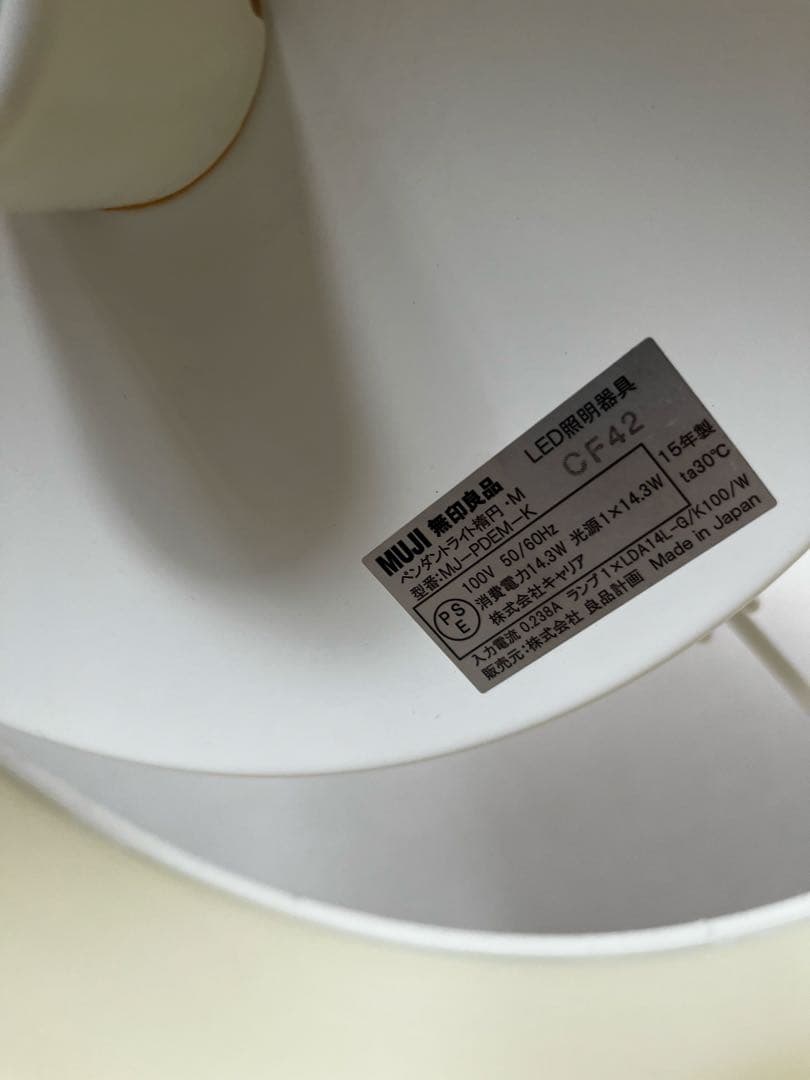 MUJI 無印良品 LED照明器具
ペンダントライト楕円・M CF42
型番:MJ-PDEM-K 15年製
100V 50/60Hz ta30℃
消費電力14.3W 光源1×14.3W
株式会社キャリア
PSE
入力電流 0.238A ランプ1×LDA14L-G/K100/W
販売元:株式会社 良品計画 Made in Japan